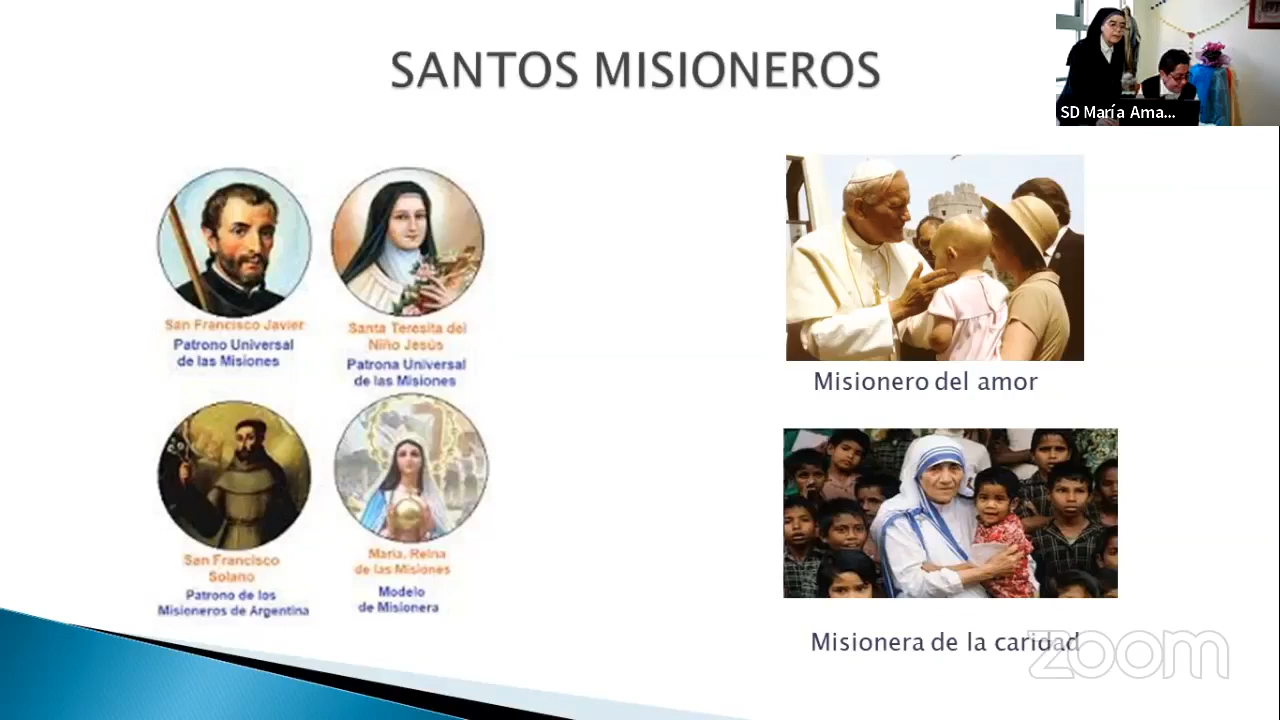 SANTOS MISIONEROS
SD María Ama...
San Francisco Javier
Patrono Universal
de las Misiones
Santa Teresita del
Niño Jesús
Patrona Universal
de las Misiones
San Francisco
Solano
Patrono de los
Misioneros de Argentina
María, Reina
de las Misiones
Modelo
de Misionera
Misionero del amor
Misionera de la caridad
zoom